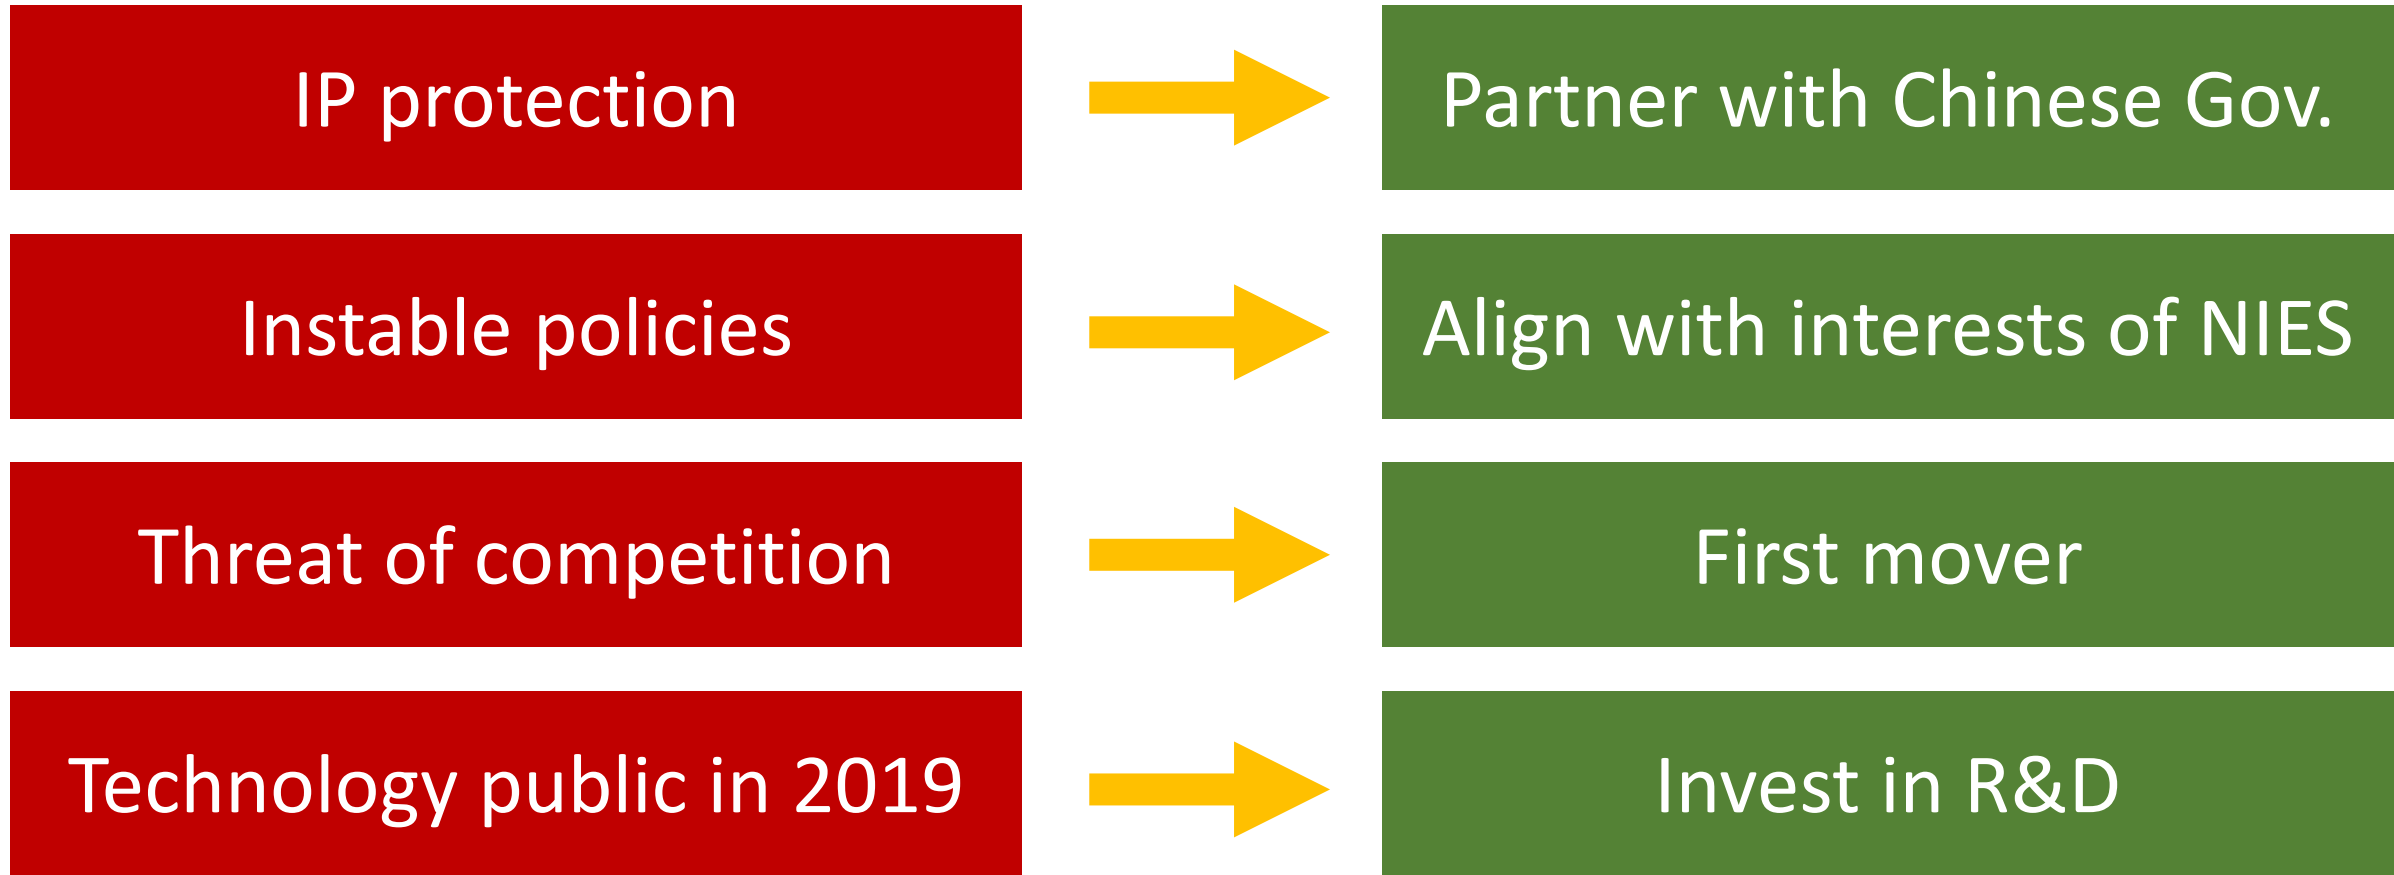 IP protection
Partner with Chinese Gov.
Instable policies
Align with interests of NIES
Threat of competition
First mover
Technology public in 2019
Invest in R&D